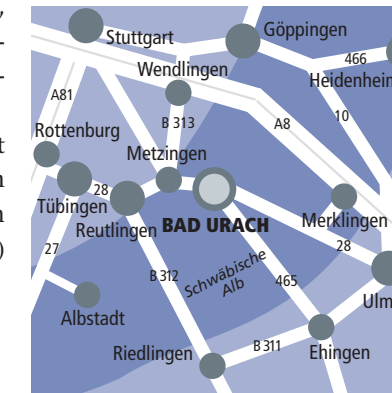 Stuttgart
Göppingen
466
Wendlingen
Heidenheim
A81
10
B 313
A8
Rottenburg
t
Metzingen
n
28
Tübingen
Reutlingen
BAD URACH
Merklingen
n
)
27
28
B 312
Schwäbische
Alb
465
Ulm
Albstadt
B 311
Riedlingen
Ehingen